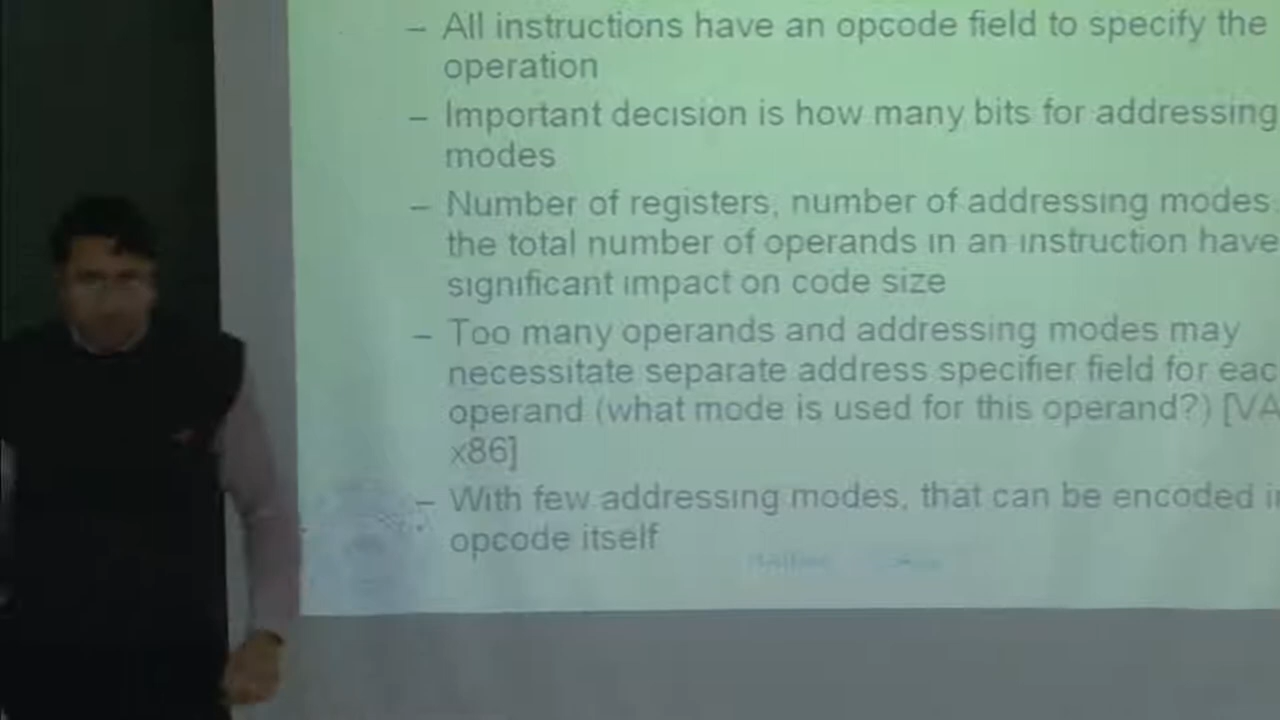 – All instructions have an opcode field to specify the
operation
– Important decision is how many bits for addressing
modes
– Number of registers, number of addressing modes
the total number of operands in an instruction have
significant impact on code size
– Too many operands and addressing modes may
necessitate separate address specifier field for eac
operand (what mode is used for this operand?) [VA
x86]
– With few addressing modes, that can be encoded i
opcode itself